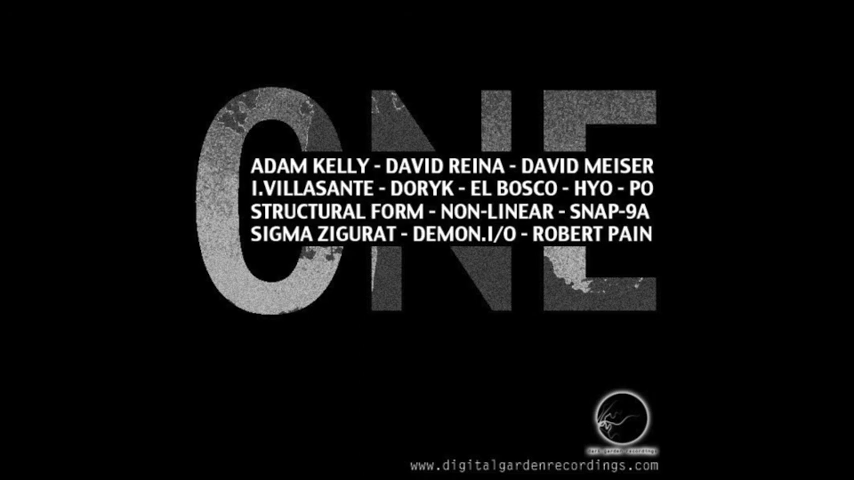 ONE
ADAM KELLY - DAVID REINA - DAVID MEISER
I.VILLASANTE - DORYK - EL BOSCO - HYO - PO
STRUCTURAL FORM - NON-LINEAR - SNAP-9A
SIGMA ZIGURAT - DEMON.I/O - ROBERT PAIN
www.digitalgardenrecordings.com